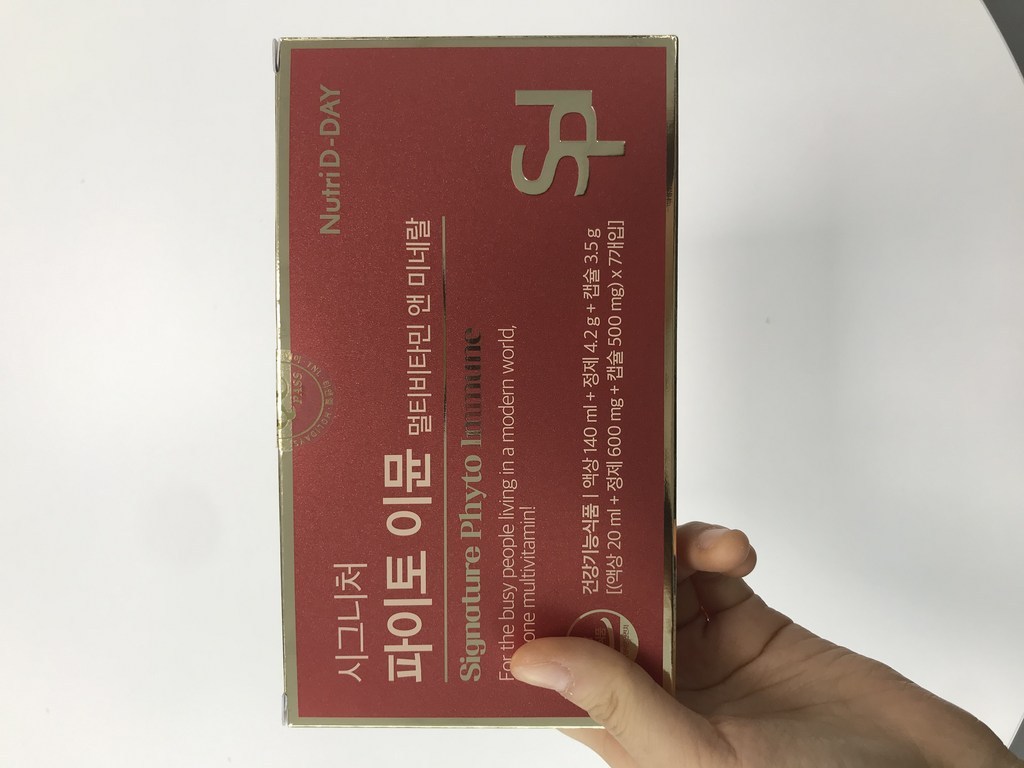 Nutri D-DAY
spl
시그니처
파이토 이뮨 멀티비타민 앤 미네랄
Signature Phyto Immune
For the busy people living in a modern world,
one multivitamin!
건강기능식품 | 액상 140 ml + 정제 4.2 g + 캡슐 3.5 g
[(액상 20 ml + 정제 600 mg + 캡슐 500 mg) x 7개입]
PASS